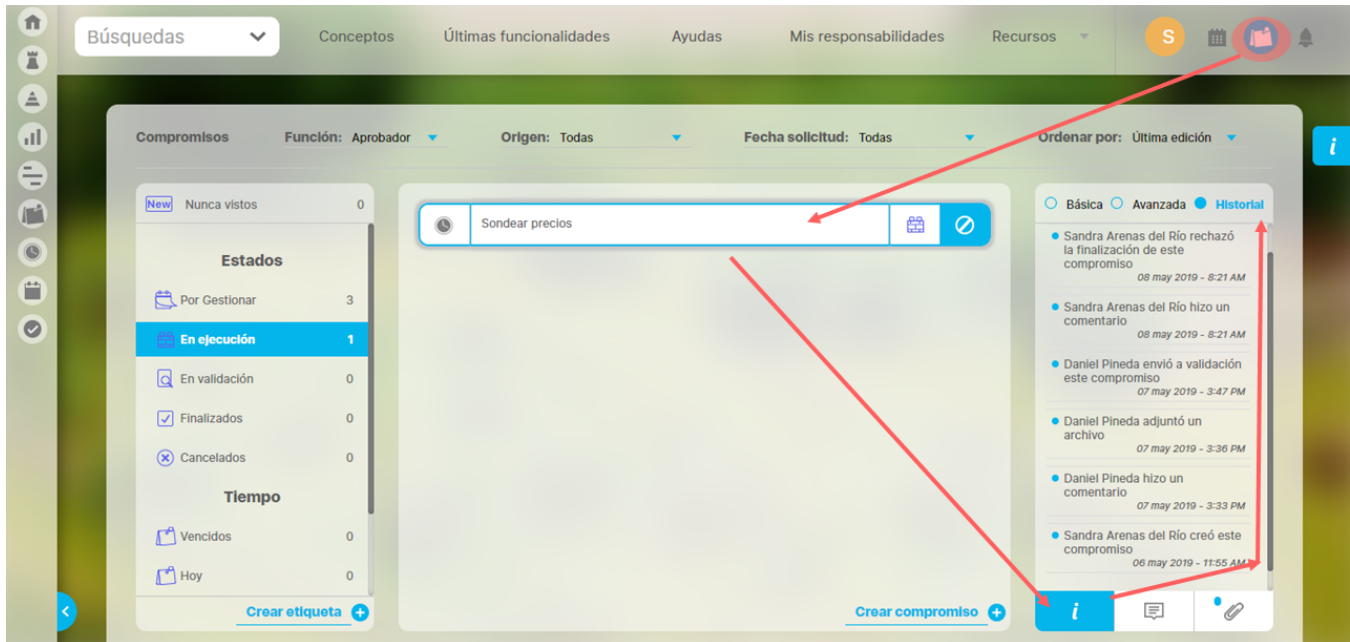 Búsquedas
Conceptos
Últimas funcionalidades
Ayudas
Mis responsabilidades
Recursos
S
Compromisos
Función: Aprobador
Origen: Todas
Fecha solicitud: Todas
Ordenar por: Última edición
i
New Nunca vistos 0
Estados
Por Gestionar 3
En ejecución 1
En validación 0
Finalizados 0
Cancelados 0
Tiempo
Vencidos 0
Hoy 0
Crear etiqueta +
Sondear precios
Crear compromiso +
Básica Avanzada Historial
Sandra Arenas del Río rechazó
la finalización de este
compromiso
08 may 2019 - 8:21 AM
Sandra Arenas del Río hizo un
comentario
08 may 2019 - 8:21 AM
Daniel Pineda envió a validación
este compromiso
07 may 2019 - 3:47 PM
Daniel Pineda adjuntó un
archivo
07 may 2019 - 3:36 PM
Daniel Pineda hizo un
comentario
07 may 2019 - 3:33 PM
Sandra Arenas del Río creó este
compromiso
06 may 2019 - 11:55 AM
i